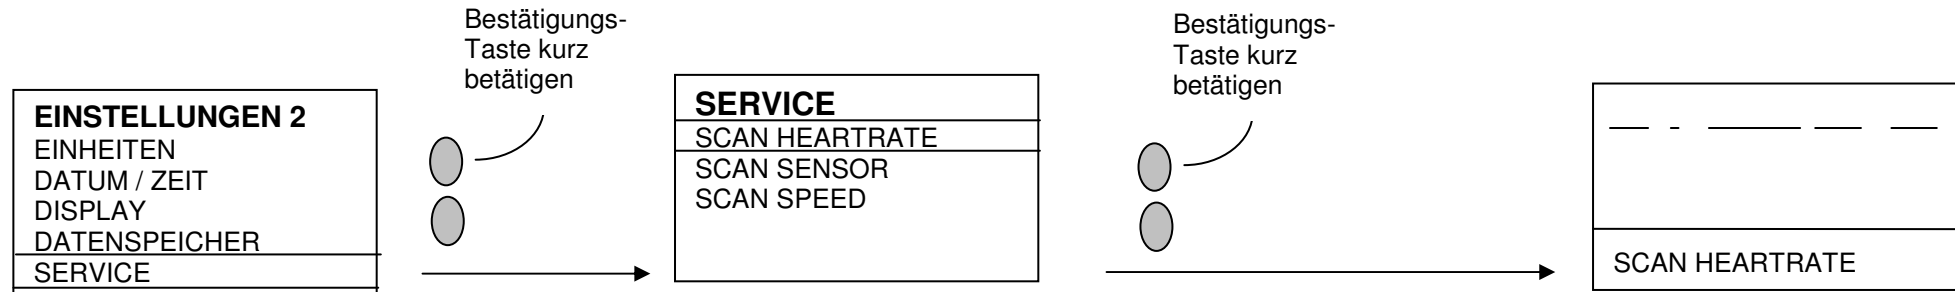 Bestätigungs-
Taste kurz
betätigen
Bestätigungs-
Taste kurz
betätigen
EINSTELLUNGEN 2
EINHEITEN
DATUM / ZEIT
DISPLAY
DATENSPEICHER
SERVICE
SERVICE
SCAN HEARTRATE
SCAN SENSOR
SCAN SPEED
SCAN HEARTRATE